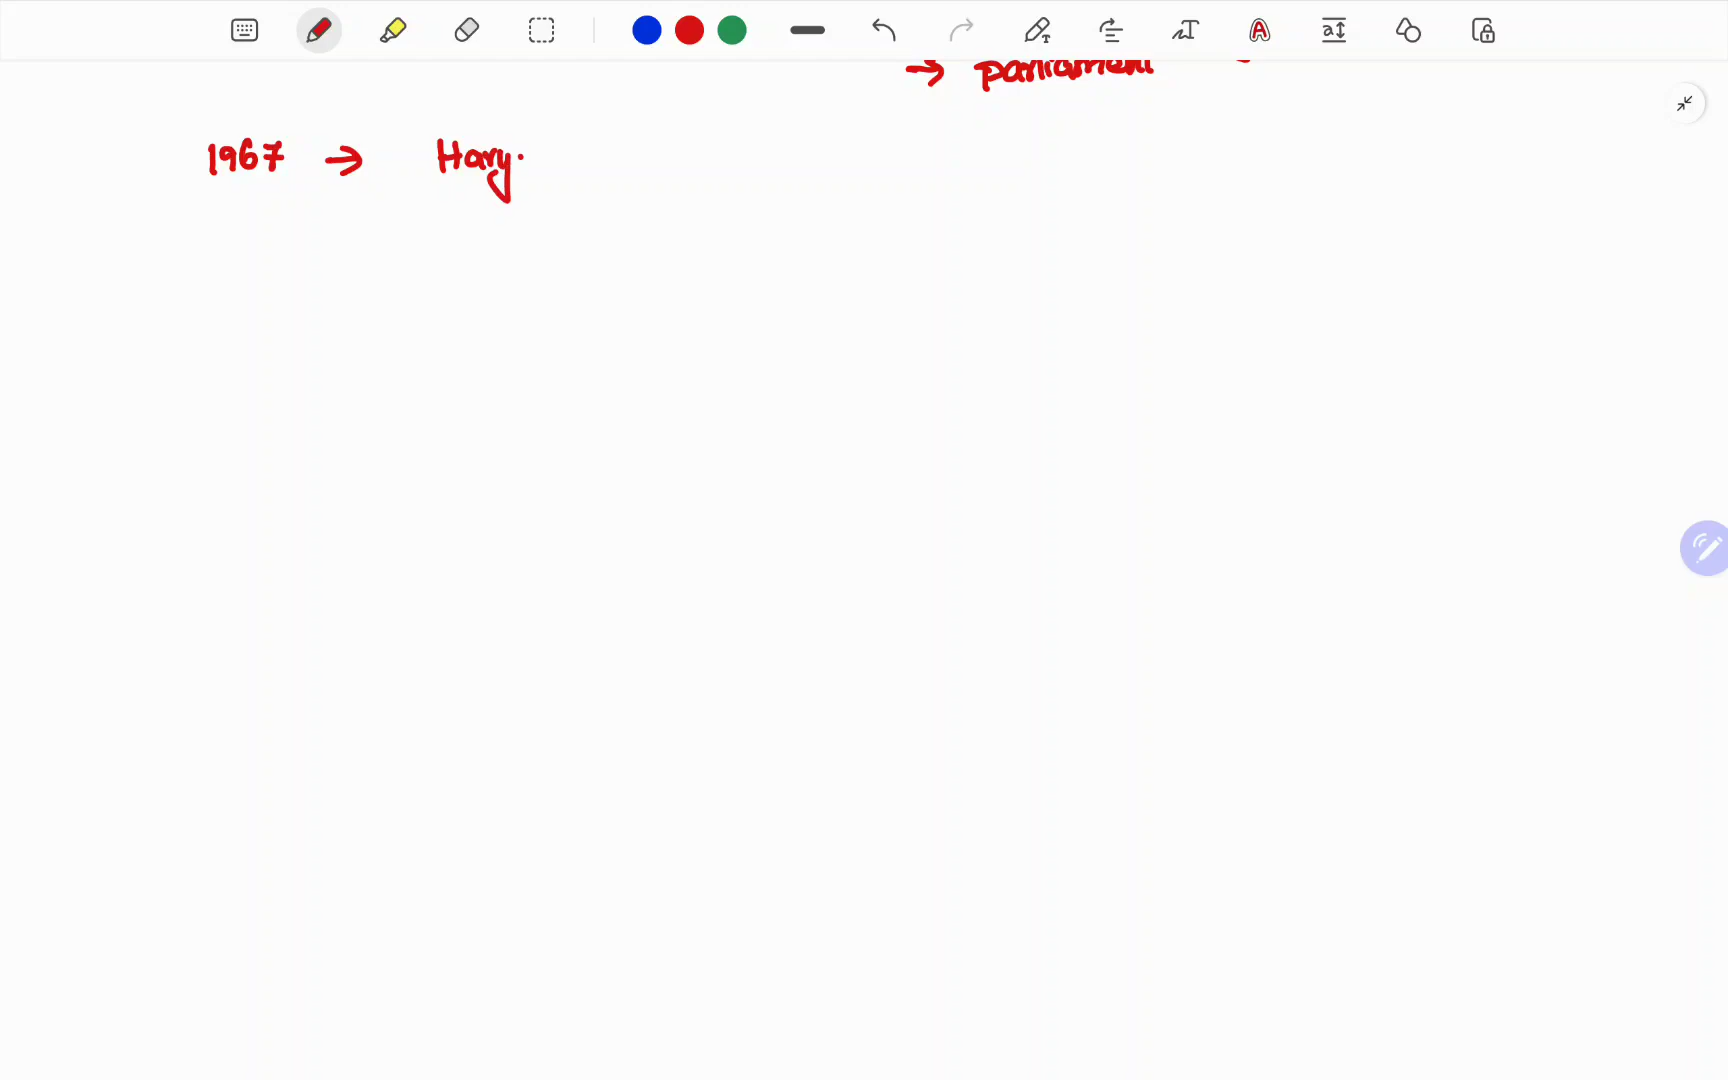 → parliament
1967 → Hary.